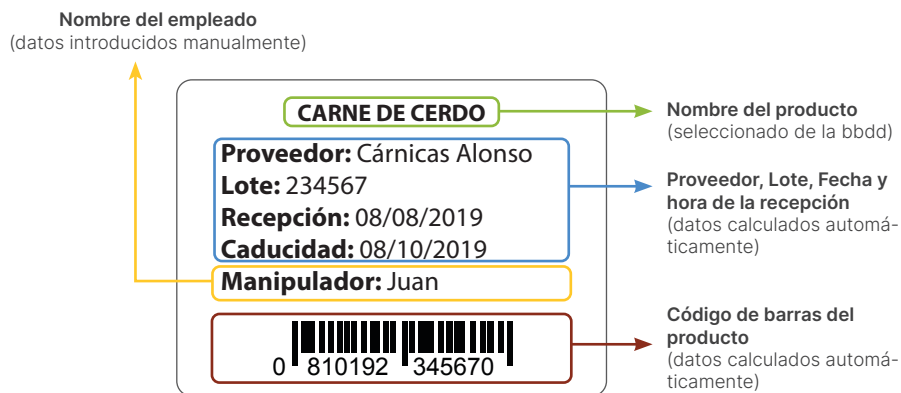 Nombre del empleado
(datos introducidos manualmente)
CARNE DE CERDO
Proveedor: Cárnicas Alonso
Lote: 234567
Recepción: 08/08/2019
Caducidad: 08/10/2019
Manipulador: Juan
0 810192 345670
Nombre del producto
(seleccionado de la bbdd)
Proveedor, Lote, Fecha y
hora de la recepción
(datos calculados automá-
ticamente)
Código de barras del
producto
(datos calculados automá-
ticamente)